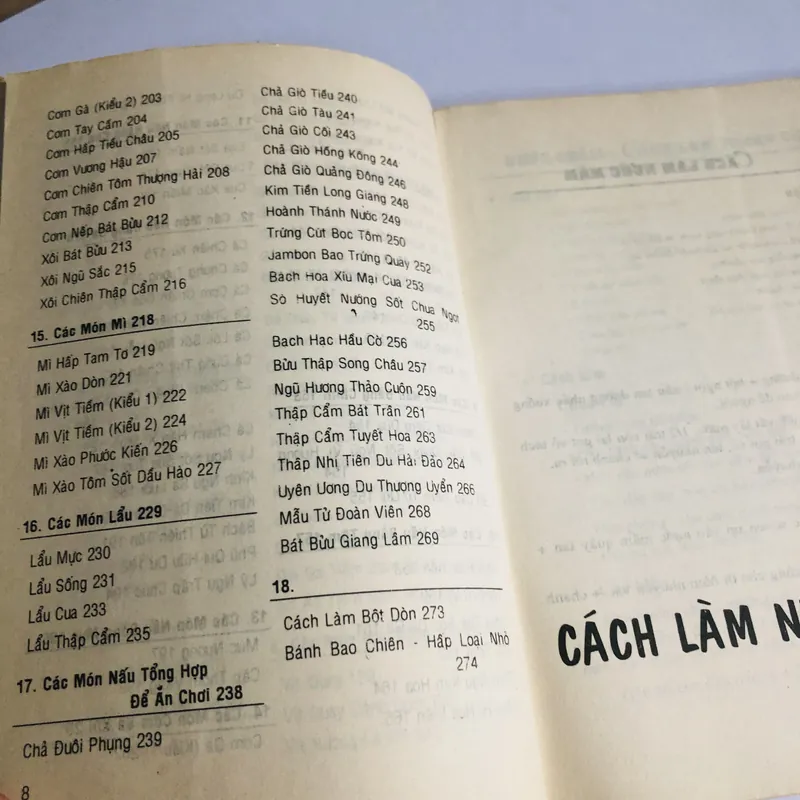 Cơm Gà (Kiểu 2) 203
Cơm Tay Cầm 204
Cơm Hấp Tiều Châu 205
Cơm Vương Hậu 207
Cơm Chiên Tôm Thượng Hải 208
Cơm Thập Cẩm 210
Cơm Nếp Bát Bửu 212
Xôi Bát Bửu 213
Xôi Ngũ Sắc 215
Xôi Chiên Thập Cẩm 216
15. Các Món Mì 218
Mì Hấp Tam Tơ 219
Mì Xào Dòn 221
Mì Vịt Tiềm (Kiểu 1) 222
Mì Vịt Tiềm (Kiểu 2) 224
Mì Xào Phước Kiến 226
Mì Xào Tôm Sốt Dầu Hào 227
16. Các Món Lẩu 229
Lẩu Mực 230
Lẩu Sống 231
Lẩu Cua 233
Lẩu Thập Cẩm 235
17. Các Món Nấu Tổng Hợp
Để Ăn Chơi 238
Chả Đuôi Phụng 239
8
Chả Giò Tiều 240
Chả Giò Tàu 241
Chả Giò Cối 243
Chả Giò Hồng Kông 244
Chả Giò Quảng Đông 246
Kim Tiền Long Giang 248
Hoành Thánh Nước 249
Trứng Cút Bọc Tôm 250
Jambon Bao Trứng Quay 252
Bách Hoa Xíu Mại Cua 253
Sò Huyết Nướng Sốt Chua Ngọt
255
Bạch Hạc Hầu Cờ 256
Bửu Tháp Song Châu 257
Ngũ Hương Thảo Cuộn 259
Thập Cẩm Bát Trân 261
Thập Cẩm Tuyết Hoa 263
Thập Nhị Tiên Du Hải Đảo 264
Uyên Ương Du Thượng Uyển 266
Mẫu Tử Đoàn Viên 268
Bát Bửu Giang Lâm 269
18.
Cách Làm Bột Dòn 273
Bánh Bao Chiên - Hấp Loại Nhỏ
274
CÁCH LÀM